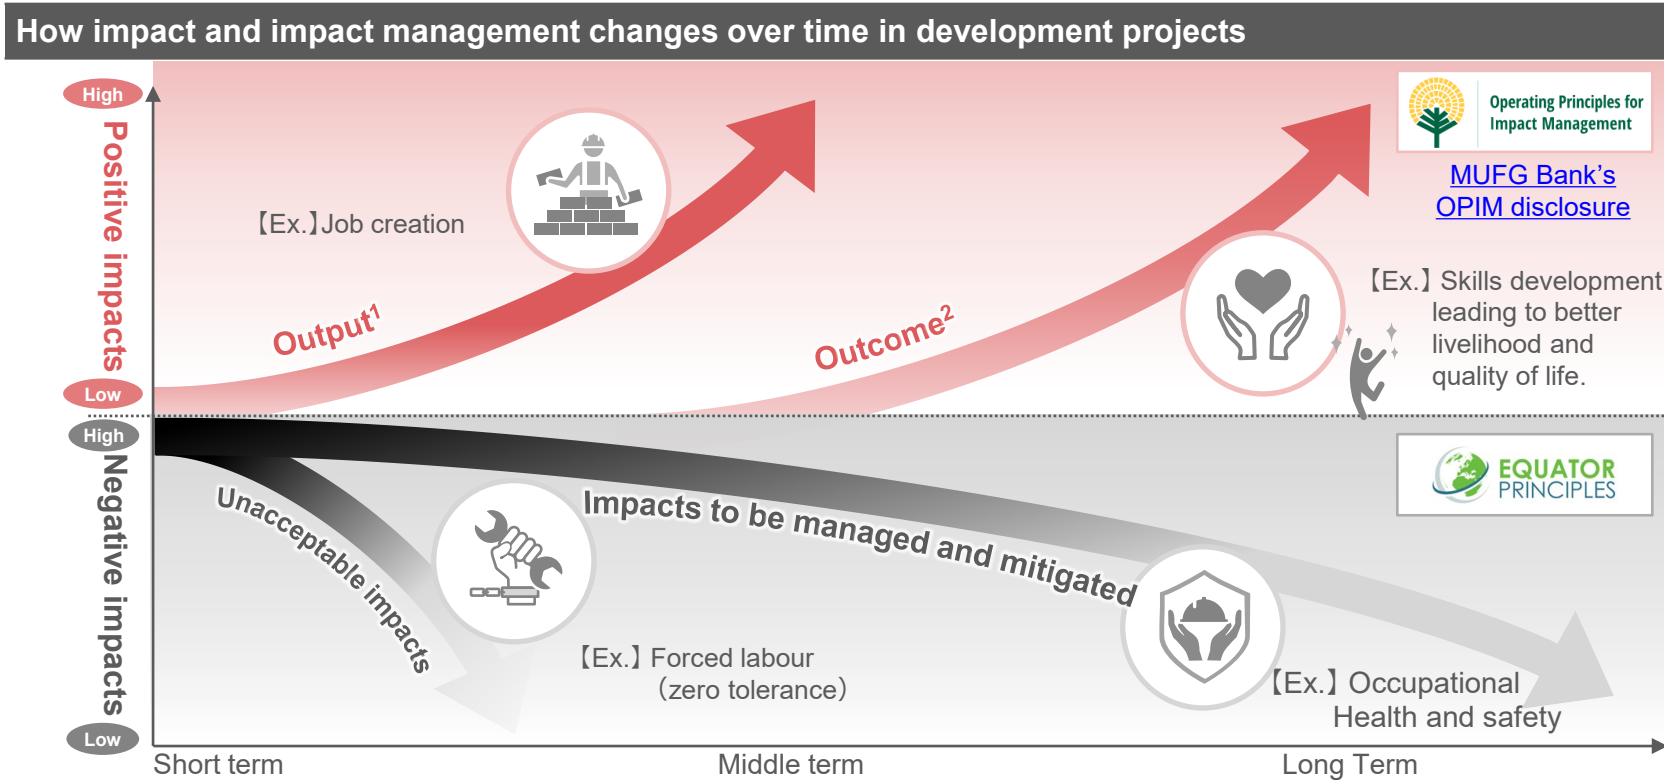 How impact and impact management changes over time in development projects
High
Positive impacts
Low
Operating Principles for
Impact Management
MUFG Bank's
OPIM disclosure
【Ex.】Job creation
Output1
Outcome2
【Ex.】Skills development
leading to better
livelihood and
quality of life.
High
Negative impacts
Low
EQUATOR
PRINCIPLES
Unacceptable impacts
Impacts to be managed and mitigated
【Ex.】Forced labour
（zero tolerance）
【Ex.】Occupational
Health and safety
Short term
Middle term
Long Term